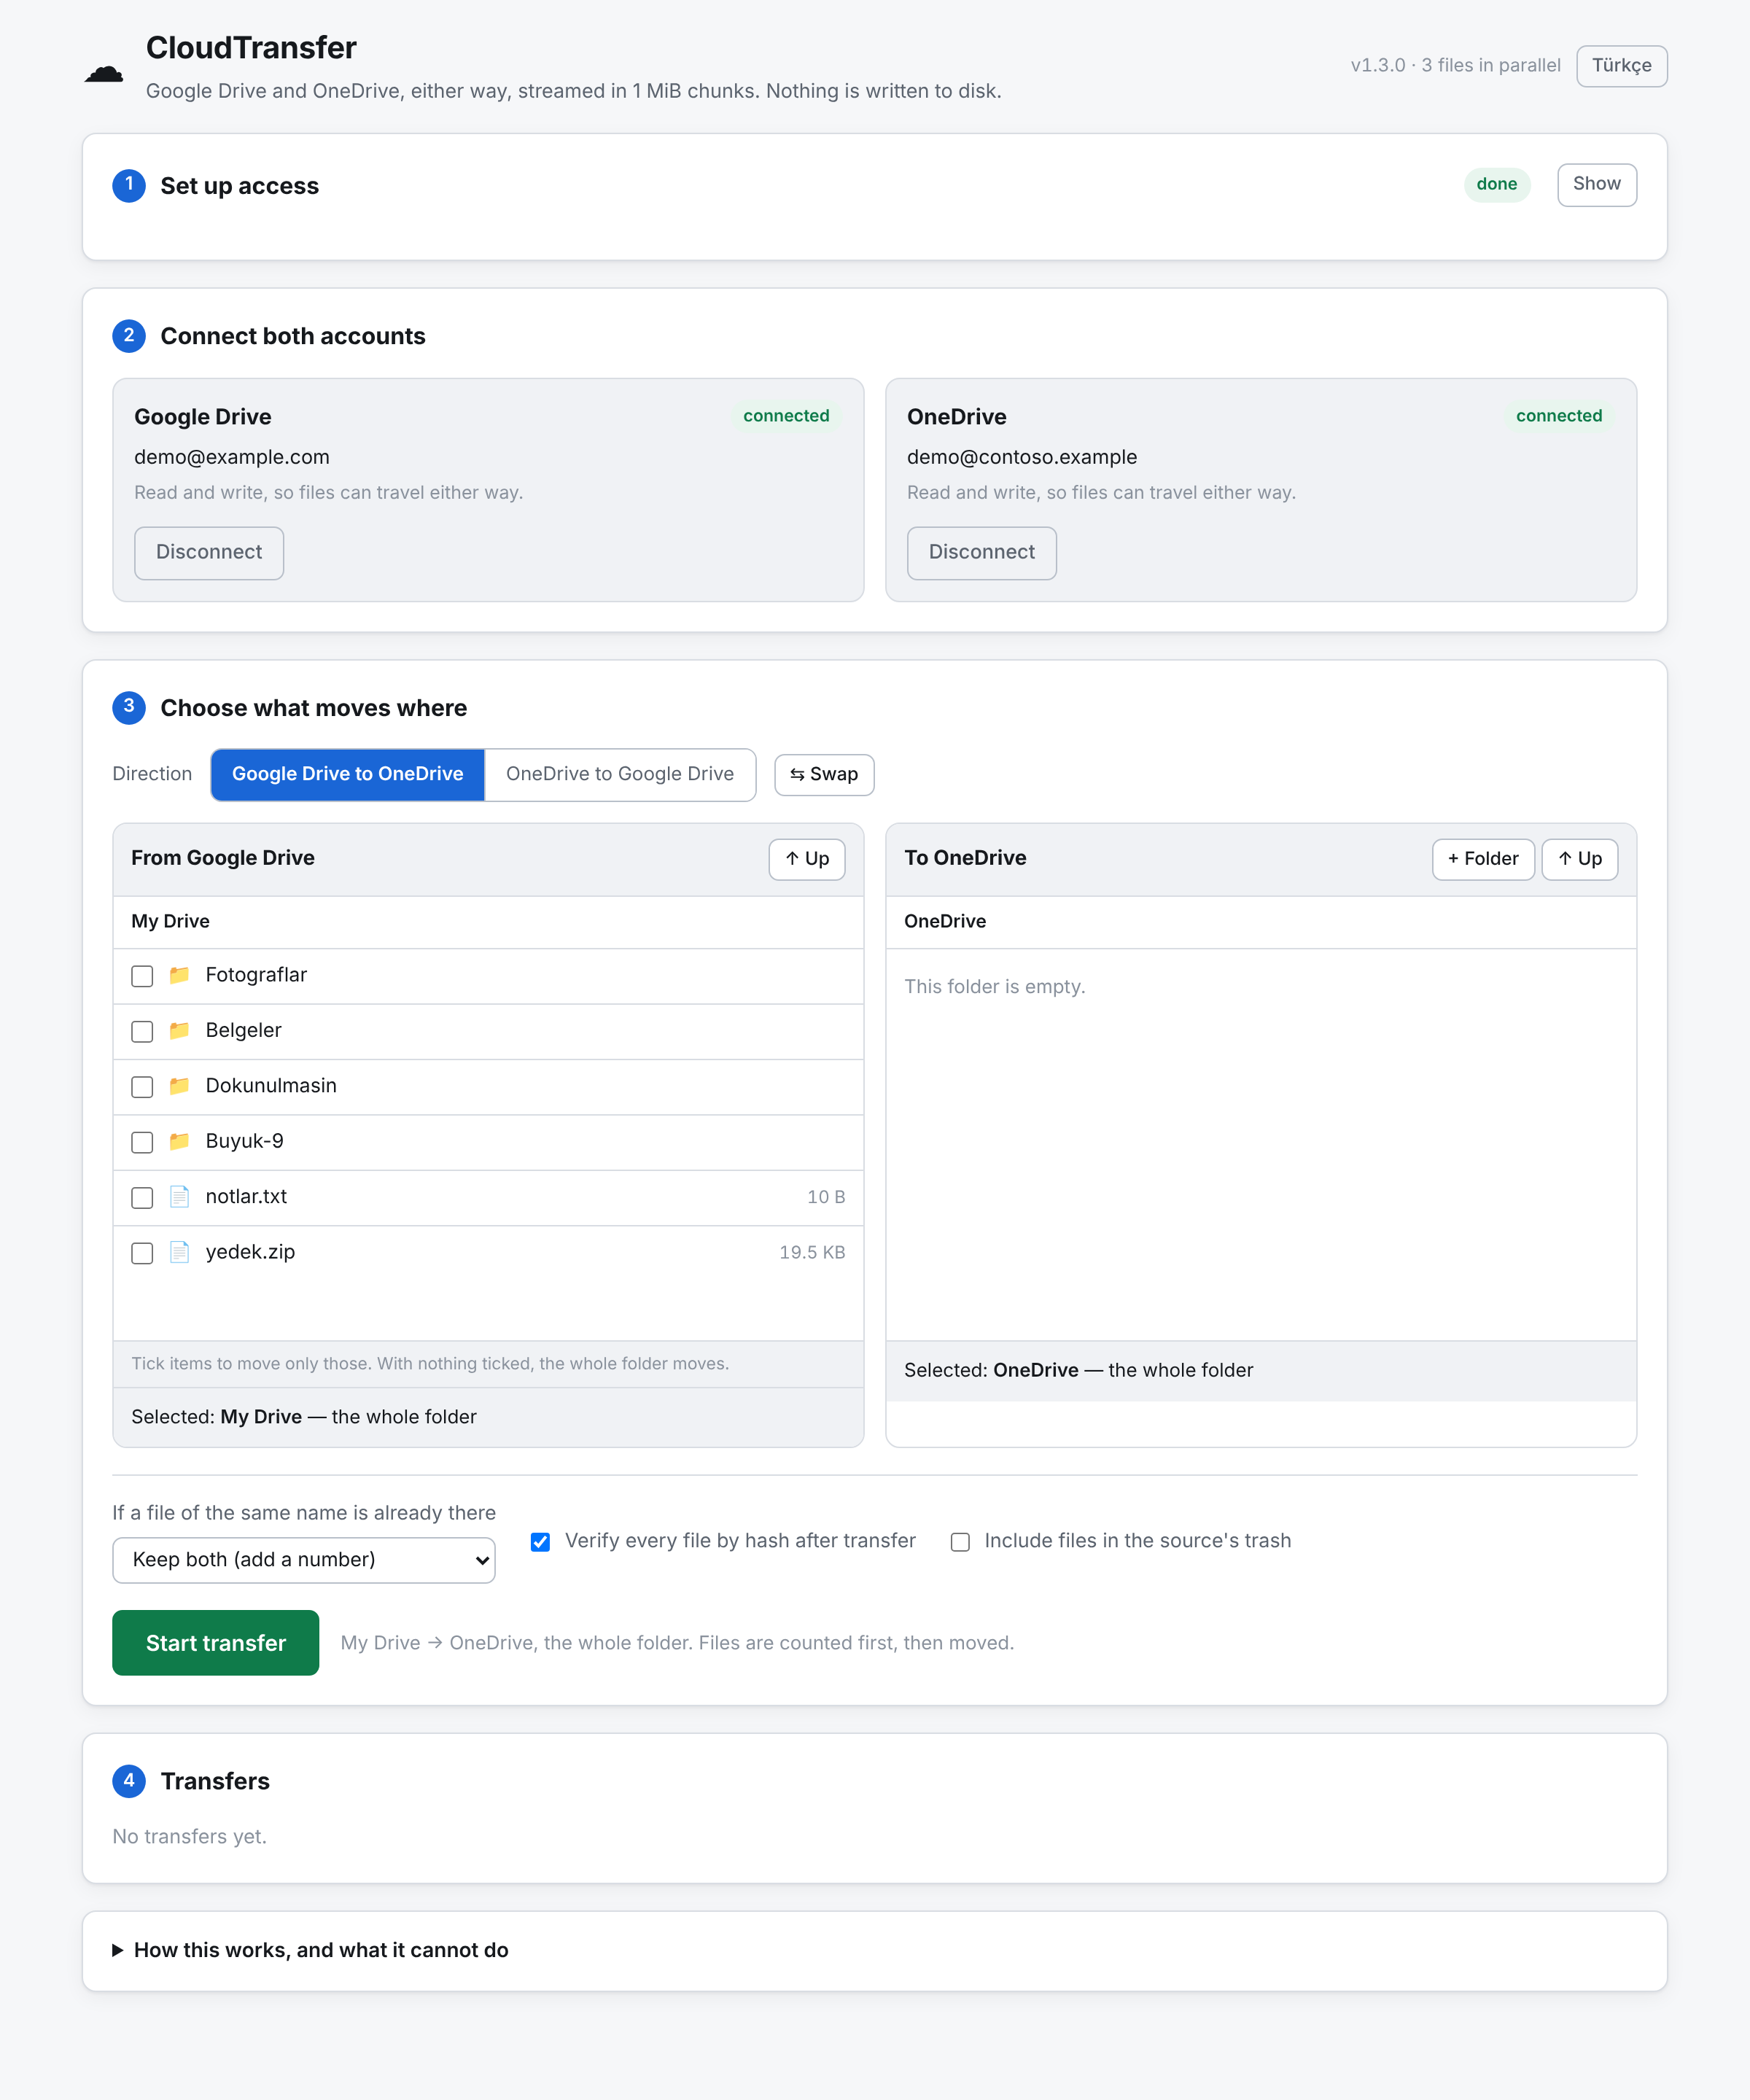 CloudTransfer
Google Drive and OneDrive, either way, streamed in 1 MiB chunks. Nothing is written to disk.
v1.3.0 · 3 files in parallel
Türkçe
1 Set up access
done
Show
2 Connect both accounts
Google Drive
connected
demo@example.com
Read and write, so files can travel either way.
Disconnect
OneDrive
connected
demo@contoso.example
Read and write, so files can travel either way.
Disconnect
3 Choose what moves where
Direction
Google Drive to OneDrive
OneDrive to Google Drive
⇆ Swap
From Google Drive
↑ Up
My Drive
Fotograflar
Belgeler
Dokunulmasin
Buyuk-9
notlar.txt 10 B
yedek.zip 19.5 KB
Tick items to move only those. With nothing ticked, the whole folder moves.
Selected: My Drive — the whole folder
To OneDrive
+ Folder
↑ Up
OneDrive
This folder is empty.
Selected: OneDrive — the whole folder
If a file of the same name is already there
Keep both (add a number)
Verify every file by hash after transfer
Include files in the source's trash
Start transfer
My Drive → OneDrive, the whole folder. Files are counted first, then moved.
4 Transfers
No transfers yet.
How this works, and what it cannot do